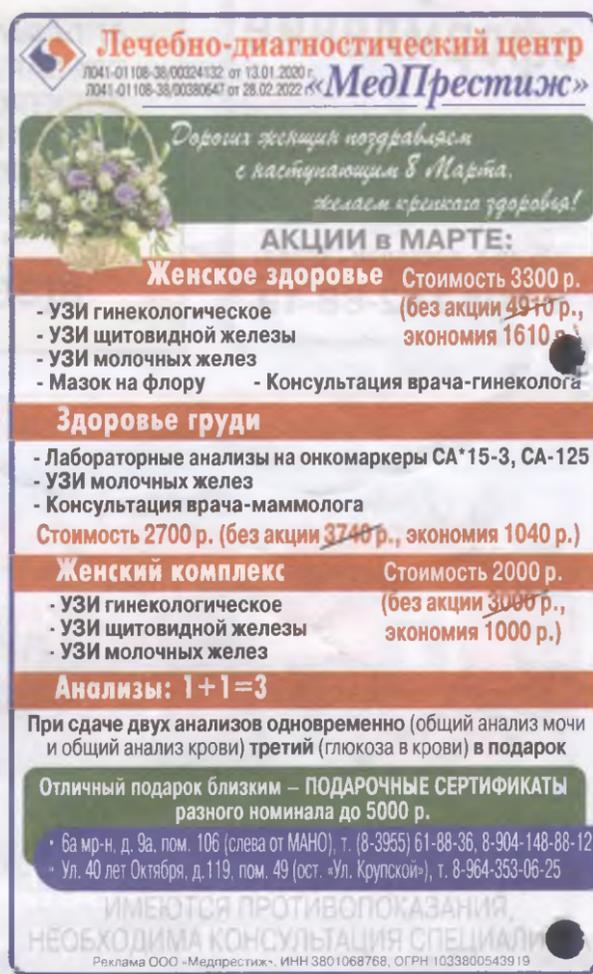 Лечебно-диагностический центр
Л041-01108-38/00324132 от 13.01.2020 г.
Л041-01108-38/00380647 от 28.02.2022 г.
«МедПрестиж»
Дорогих женщин поздравляем
с наступающим 8 Марта,
желаем крепкого здоровья!
АКЦИИ в МАРТЕ:
Женское здоровье Стоимость 3300 р.
- УЗИ гинекологическое (без акции 4910 р.,
- УЗИ щитовидной железы экономия 1610 р.)
- УЗИ молочных желез
- Мазок на флору - Консультация врача-гинеколога
Здоровье груди
- Лабораторные анализы на онкомаркеры СА*15-3, СА-125
- УЗИ молочных желез
- Консультация врача-маммолога
Стоимость 2700 р. (без акции 3740 р., экономия 1040 р.)
Женский комплекс Стоимость 2000 р.
- УЗИ гинекологическое (без акции 3000 р.,
- УЗИ щитовидной железы экономия 1000 р.)
- УЗИ молочных желез
Анализы: 1+1=3
При сдаче двух анализов одновременно (общий анализ мочи
и общий анализ крови) третий (глюкоза в крови) в подарок
Отличный подарок близким – ПОДАРОЧНЫЕ СЕРТИФИКАТЫ
разного номинала до 5000 р.
• 6а мр-н, д. 9а, пом. 106 (слева от МАНО), т. (8-3955) 61-88-36, 8-904-148-88-12
• Ул. 40 лет Октября, д.119, пом. 49 (ост. «Ул. Крупской»), т. 8-964-353-06-25
ИМЕЮТСЯ ПРОТИВОПОКАЗАНИЯ,
НЕОБХОДИМА КОНСУЛЬТАЦИЯ
Реклама ООО «Медпрестиж». ИНН 3801068768, ОГРН 1033800543919